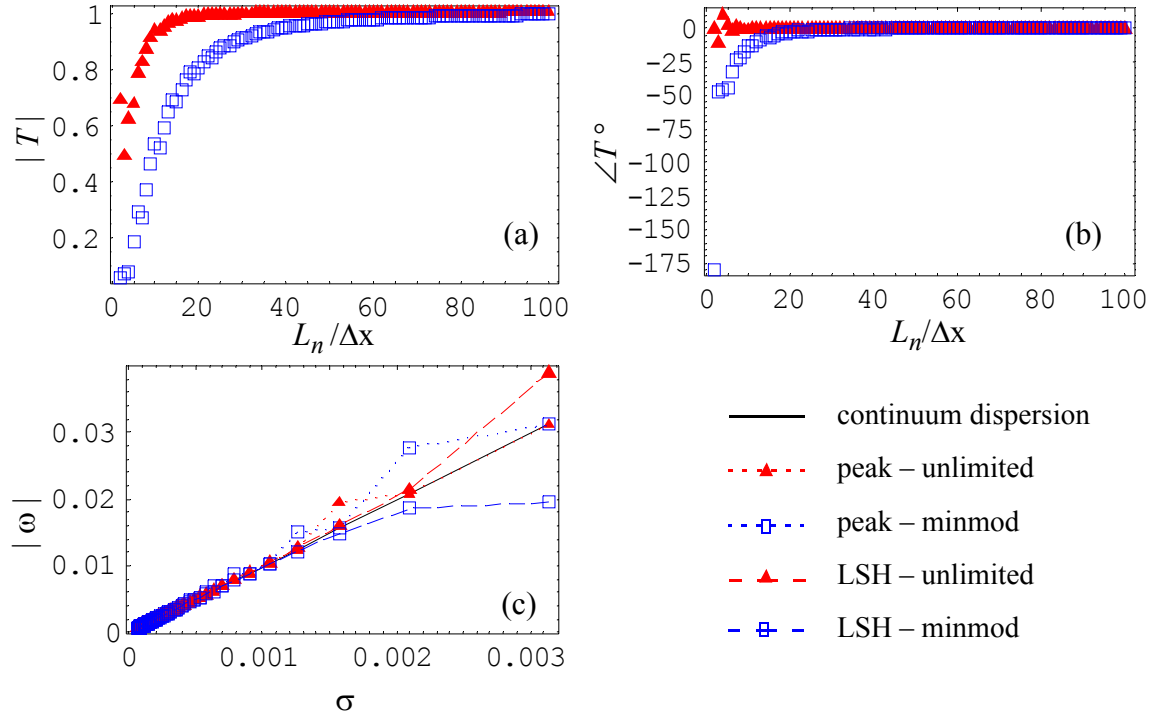 1
0.8
0.6
0.4
0.2
| T |
(a)
0 20 40 60 80 100
L_n/Δx
0
−25
−50
−75
−100
−125
−150
−175
∠T°
(b)
0 20 40 60 80 100
L_n/Δx
0.03
0.02
0.01
0
| ω |
(c)
0 0.001 0.002 0.003
σ
continuum dispersion
peak – unlimited
peak – minmod
LSH – unlimited
LSH – minmod